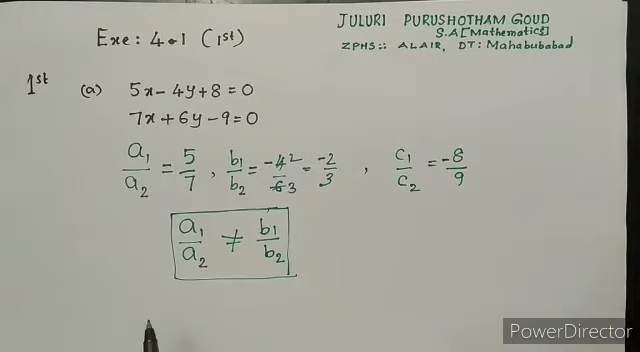 JULURI PURUSHOTHAM GOUD
S.A [Mathematics]
ZPHS:: ALAIR, DT: Mahabubabad
Exe: 4.1 (1st)
1st (a) 5x - 4y + 8 = 0
7x + 6y - 9 = 0
a₁/a₂ = 5/7 , b₁/b₂ = -4 2/6 3 = -2/3 , c₁/c₂ = -8/9
a₁/a₂ ≠ b₁/b₂
PowerDirector